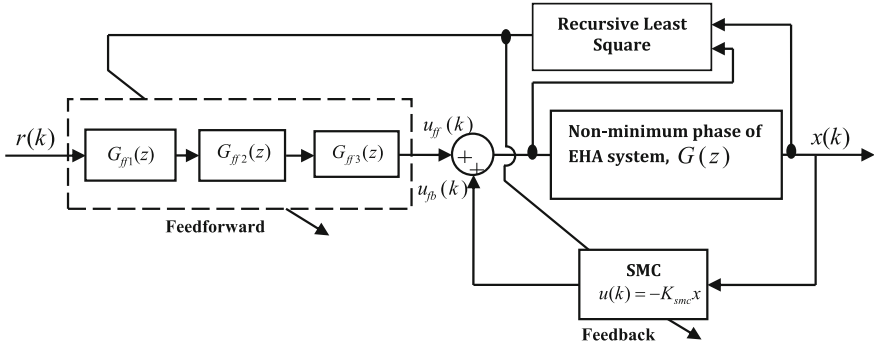 Recursive Least
Square
r(k)
G_ff1(z)
G_ff2(z)
G_ff3(z)
u_ff (k)
+
+
u_fb (k)
Non-minimum phase of
EHA system, G(z)
x(k)
Feedforward
SMC
u(k) = −K_smc x
Feedback